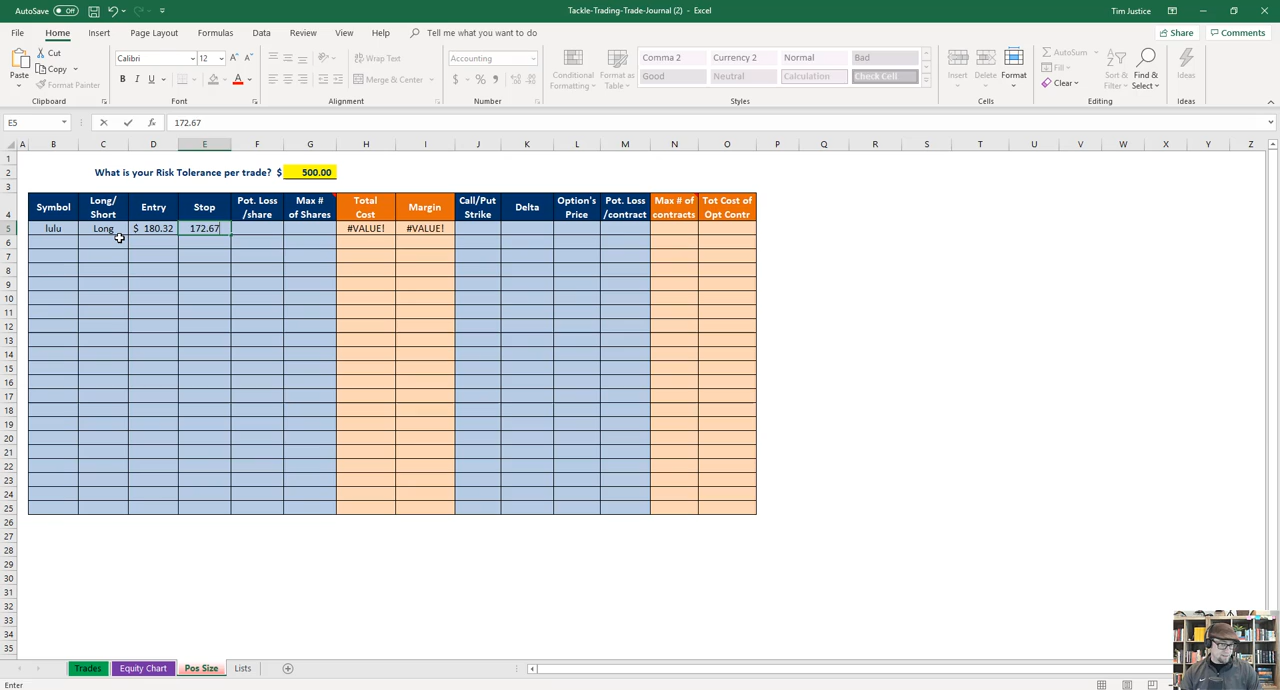 AutoSave Off
Tackle-Trading-Trade-Journal (2) - Excel
Tim Justice
File Home Insert Page Layout Formulas Data Review View Help Tell me what you want to do
Share Comments
Paste
Cut
Copy
Format Painter
Clipboard
Calibri 12
B I U
Font
Wrap Text
Merge & Center
Alignment
Accounting
$ % ,
Number
Conditional Formatting
Format as Table
Comma 2 Currency 2 Normal Bad
Good Neutral Calculation Check Cell
Styles
Insert Delete Format
Cells
AutoSum
Fill
Clear
Sort & Filter
Find & Select
Editing
Ideas
Ideas
E5 fx 172.67
A B C D E F G H I J K L M N O P Q R S T U V W X Y Z
1
2 What is your Risk Tolerance per trade? $ 500.00
3
4 Symbol Long/ Short Entry Stop Pot. Loss /share Max # of Shares Total Cost Margin Call/Put Strike Delta Option's Price Pot. Loss /contract Max # of contracts Tot Cost of Opt Contr
5 lulu Long $ 180.32 172.67 #VALUE! #VALUE!
6
7
8
9
10
11
12
13
14
15
16
17
18
19
20
21
22
23
24
25
26
27
28
29
30
31
32
33
34
35
Trades Equity Chart Pos Size Lists
Enter